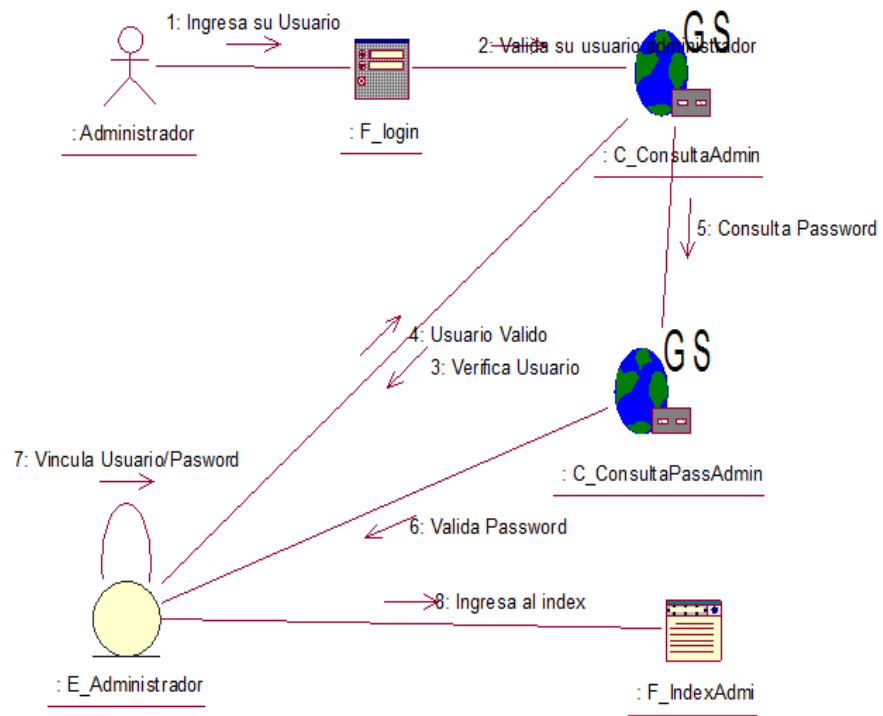 1: Ingresa su Usuario
GS
2: Valida su usuario administrador
: Administrador
: F_login
: C_ConsultaAdmin
5: Consulta Password
4: Usuario Valido
3: Verifica Usuario
GS
7: Vincula Usuario/Pasword
: C_ConsultaPassAdmin
6: Valida Password
8: Ingresa al index
: E_Administrador
: F_IndexAdmi